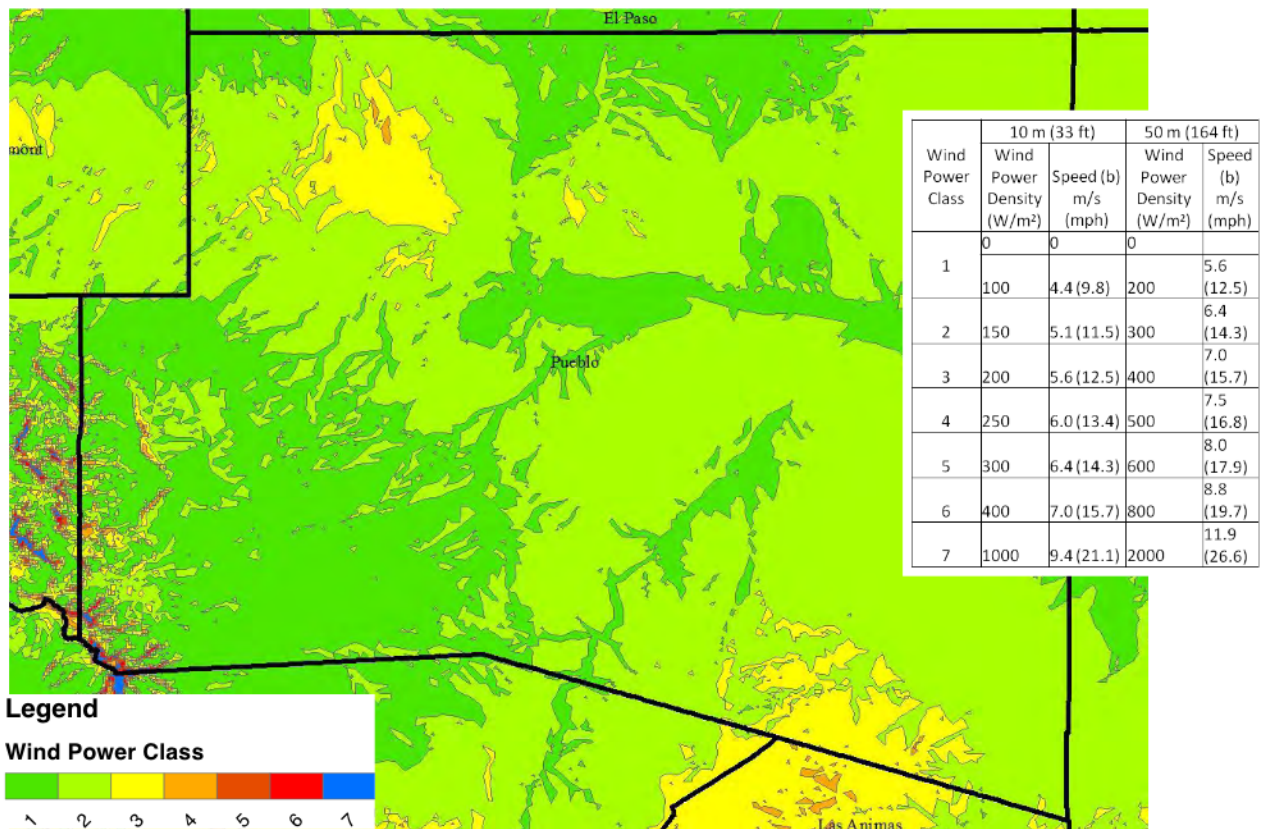 El Paso
mont
Pueblo
Las Animas
10 m (33 ft) 50 m (164 ft)
Wind Power Class Wind Power Density (W/m²) Speed (b) m/s (mph) Wind Power Density (W/m²) Speed (b) m/s (mph)
1 0 0 0
100 4.4 (9.8) 200 5.6 (12.5)
2 150 5.1 (11.5) 300 6.4 (14.3)
3 200 5.6 (12.5) 400 7.0 (15.7)
4 250 6.0 (13.4) 500 7.5 (16.8)
5 300 6.4 (14.3) 600 8.0 (17.9)
6 400 7.0 (15.7) 800 8.8 (19.7)
7 1000 9.4 (21.1) 2000 11.9 (26.6)
Legend
Wind Power Class
1 2 3 4 5 6 7